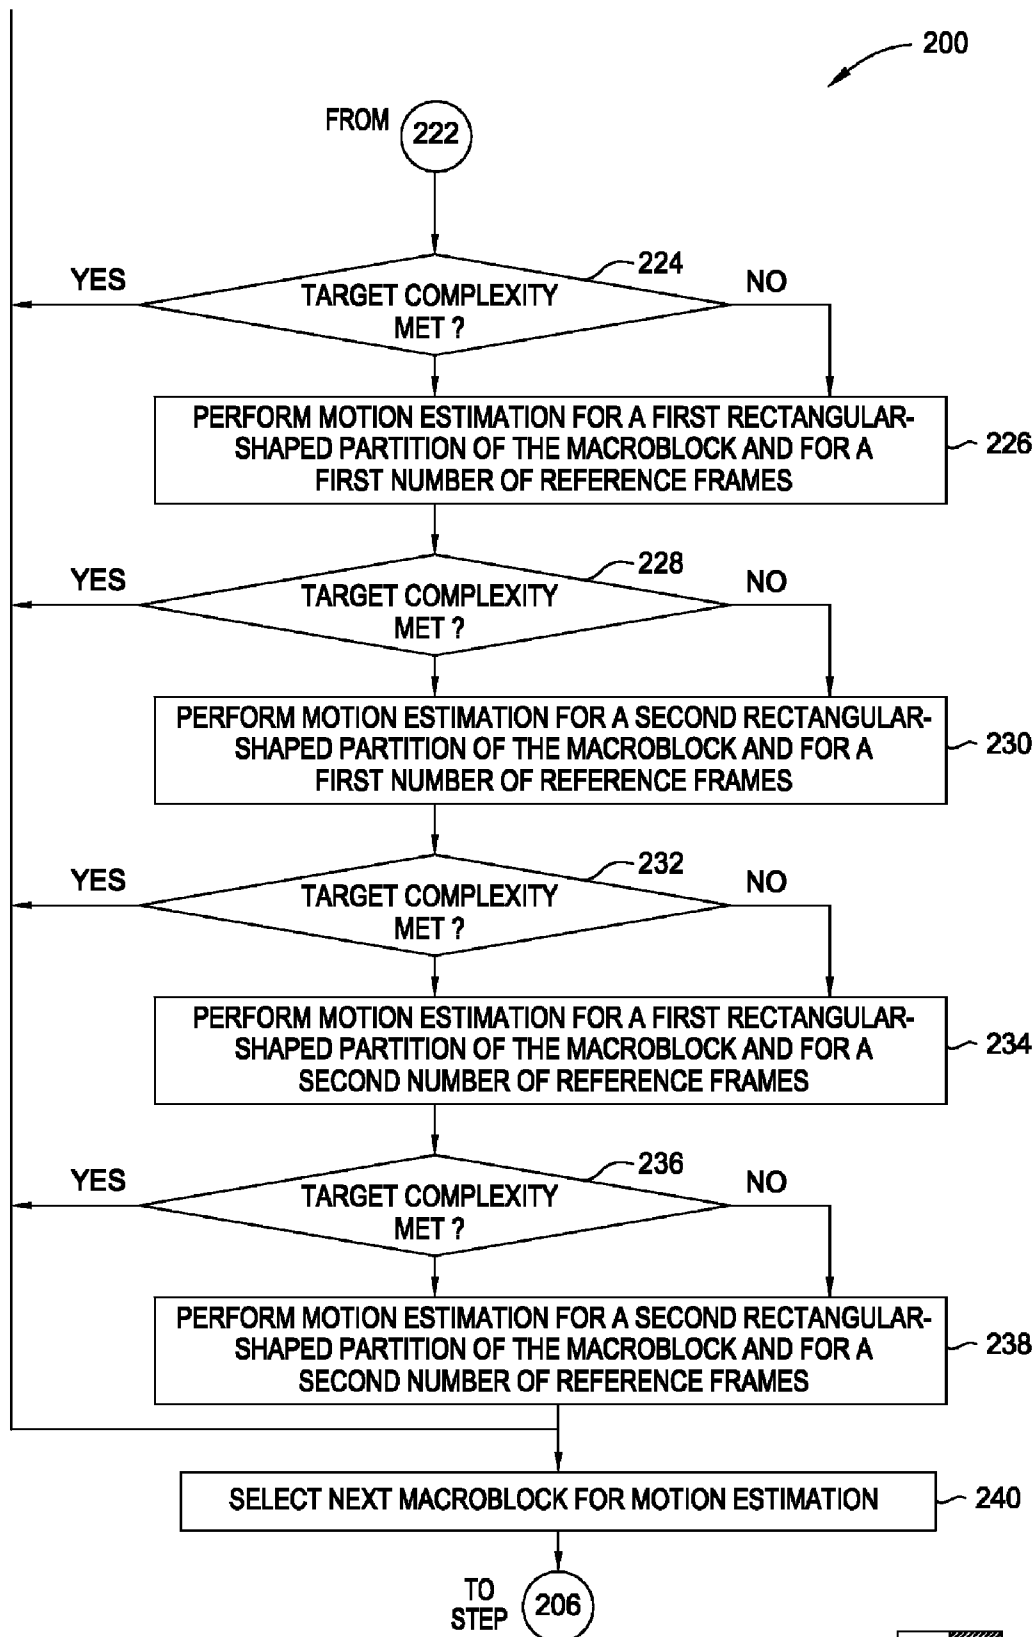 200
FROM
222
224
YES
TARGET COMPLEXITY
MET ?
NO
PERFORM MOTION ESTIMATION FOR A FIRST RECTANGULAR-
SHAPED PARTITION OF THE MACROBLOCK AND FOR A
FIRST NUMBER OF REFERENCE FRAMES
226
228
YES
TARGET COMPLEXITY
MET ?
NO
PERFORM MOTION ESTIMATION FOR A SECOND RECTANGULAR-
SHAPED PARTITION OF THE MACROBLOCK AND FOR A
FIRST NUMBER OF REFERENCE FRAMES
230
232
YES
TARGET COMPLEXITY
MET ?
NO
PERFORM MOTION ESTIMATION FOR A FIRST RECTANGULAR-
SHAPED PARTITION OF THE MACROBLOCK AND FOR A
SECOND NUMBER OF REFERENCE FRAMES
234
236
YES
TARGET COMPLEXITY
MET ?
NO
PERFORM MOTION ESTIMATION FOR A SECOND RECTANGULAR-
SHAPED PARTITION OF THE MACROBLOCK AND FOR A
SECOND NUMBER OF REFERENCE FRAMES
238
SELECT NEXT MACROBLOCK FOR MOTION ESTIMATION
240
TO
STEP
206